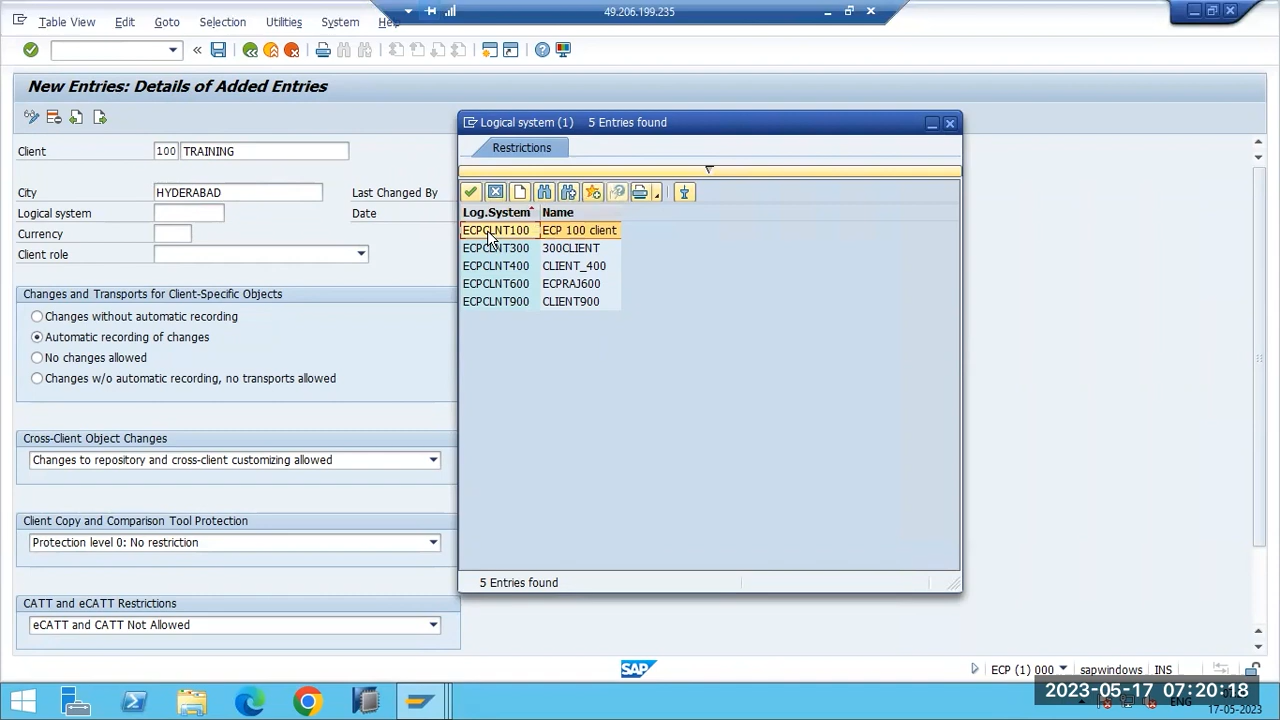 49.206.199.235
Table View Edit Goto Selection Utilities System
New Entries: Details of Added Entries
Client 100 TRAINING
City HYDERABAD Last Changed By
Logical system Date
Currency
Client role
Changes and Transports for Client-Specific Objects
Changes without automatic recording
Automatic recording of changes
No changes allowed
Changes w/o automatic recording, no transports allowed
Cross-Client Object Changes
Changes to repository and cross-client customizing allowed
Client Copy and Comparison Tool Protection
Protection level 0: No restriction
CATT and eCATT Restrictions
eCATT and CATT Not Allowed
Logical system (1) 5 Entries found
Restrictions
Log.System Name
ECPCLNT100 ECP 100 client
ECPCLNT300 300CLIENT
ECPCLNT400 CLIENT_400
ECPCLNT600 ECPRAJ600
ECPCLNT900 CLIENT900
5 Entries found
SAP
ECP (1) 000 sapwindows INS
2023-05-17 07:20:18
ENG
17-05-2023